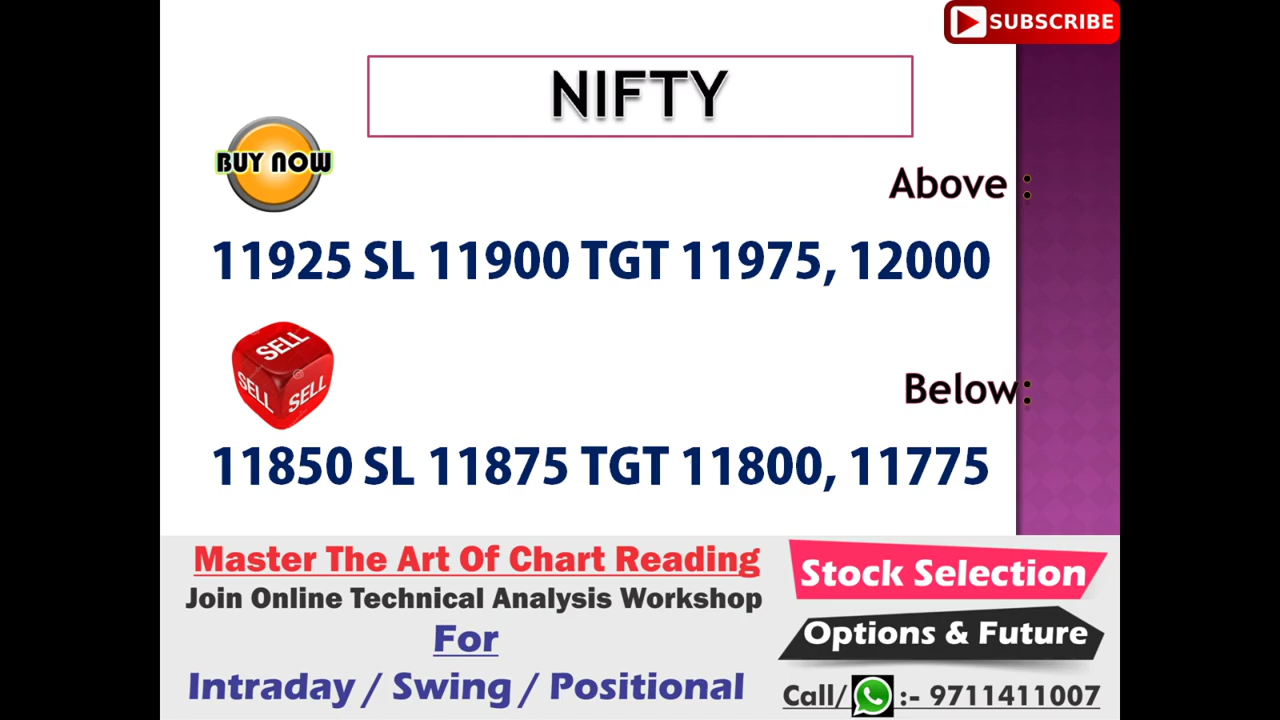 SUBSCRIBE
NIFTY
BUY NOW
Above :
11925 SL 11900 TGT 11975, 12000
SELL
SELL SELL
Below:
11850 SL 11875 TGT 11800, 11775
Master The Art Of Chart Reading
Join Online Technical Analysis Workshop
For
Intraday / Swing / Positional
Stock Selection
Options & Future
Call/ :- 9711411007